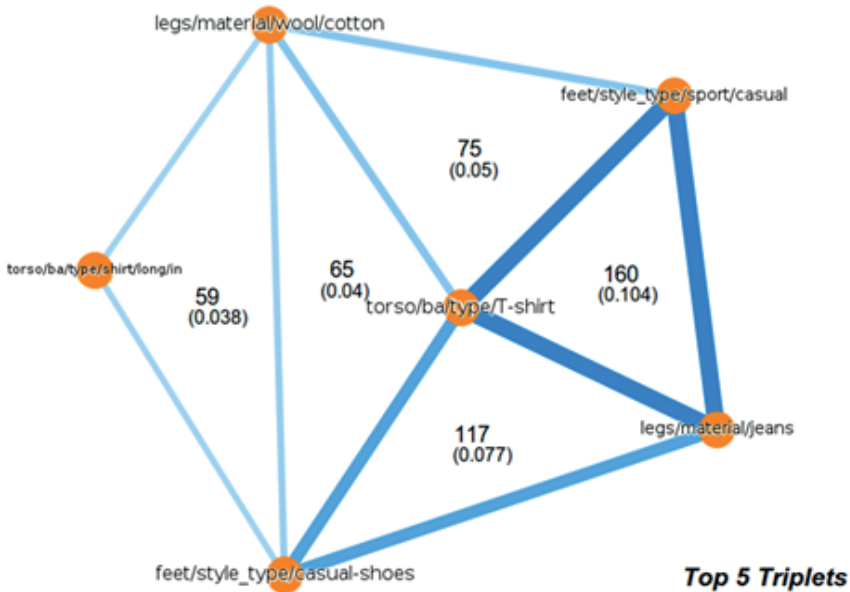 legs/material/wool/cotton
feet/style_type/sport/casual
75
(0.05)
torso/ba/type/shirt/long/in
59
(0.038)
65
(0.04)
160
(0.104)
torso/ba/type/T-shirt
legs/material/jeans
117
(0.077)
feet/style_type/casual-shoes
Top 5 Triplets